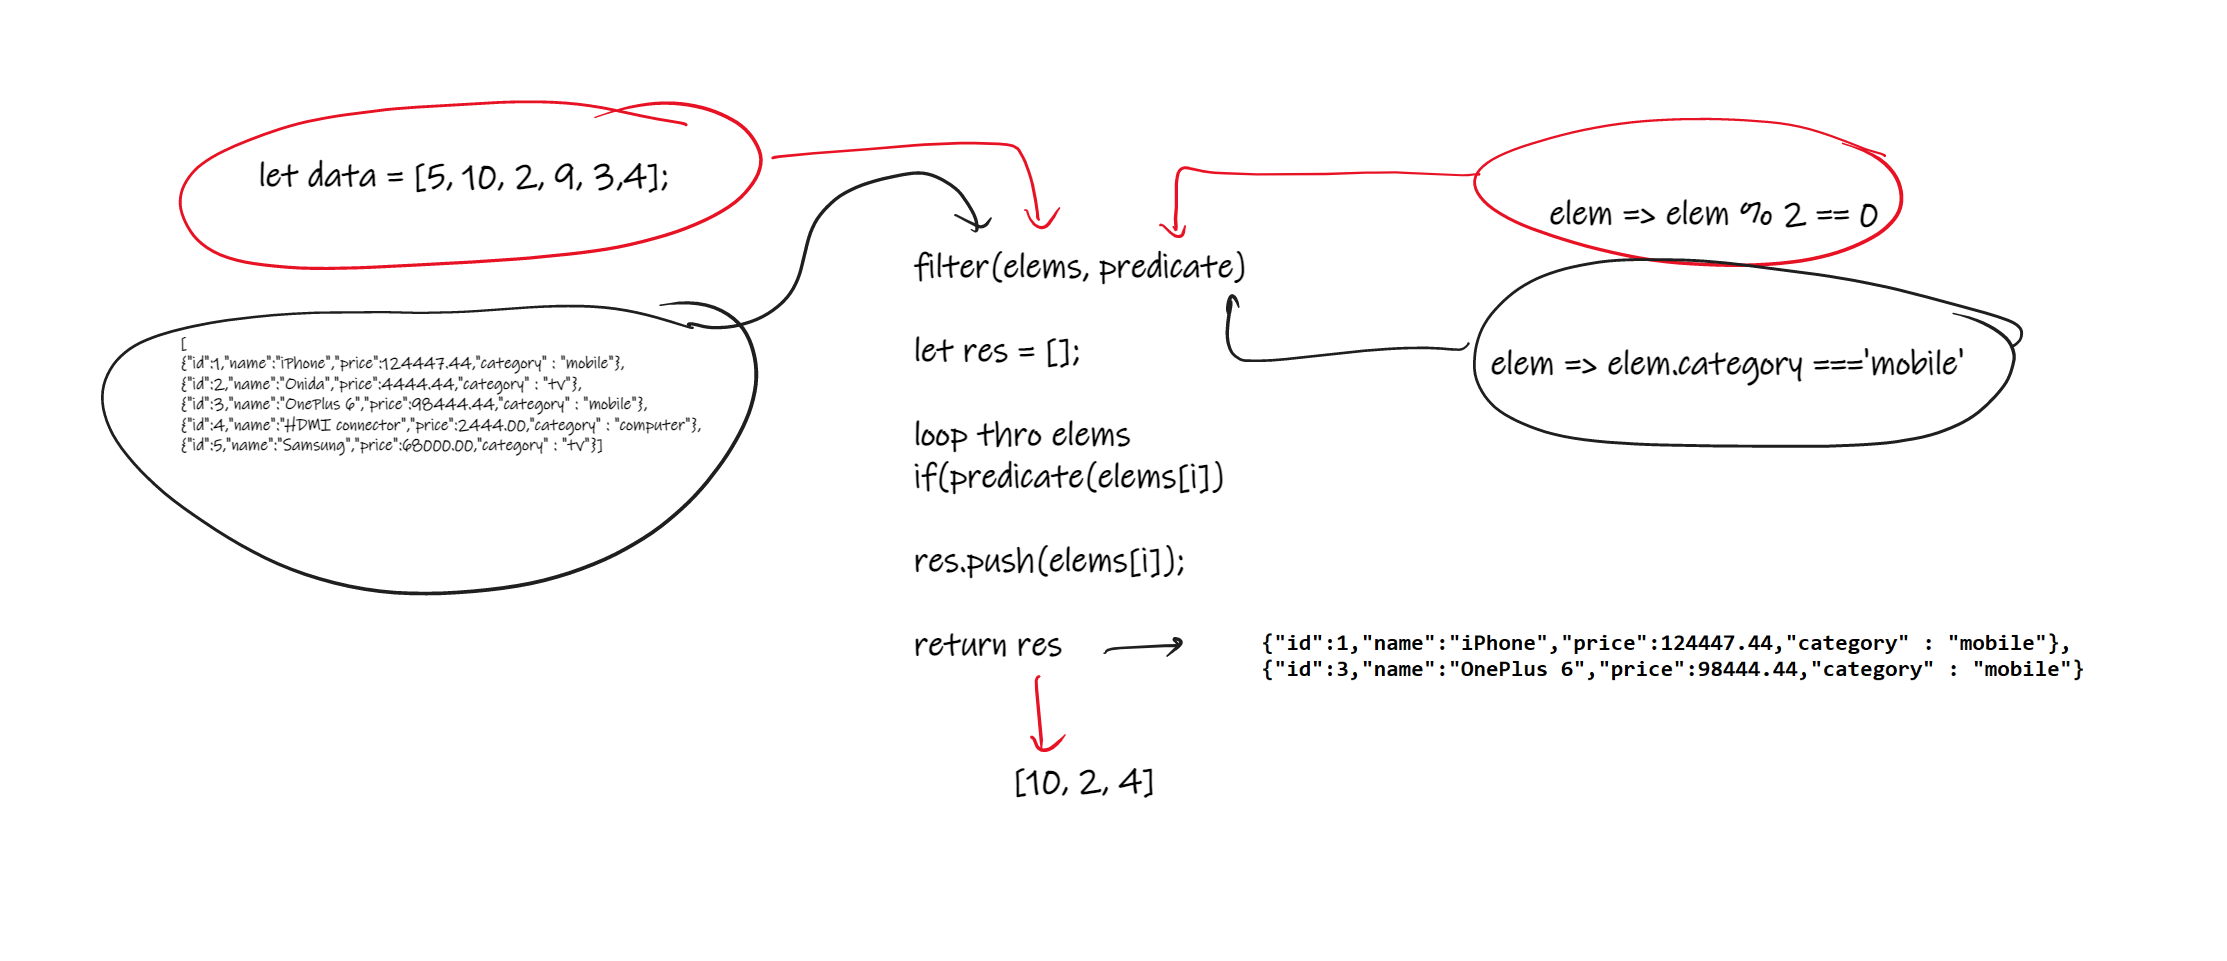 let data = [5, 10, 2, 9, 3,4];
[
{"id":1,"name":"iPhone","price":124447.44,"category" : "mobile"},
{"id":2,"name":"Onida","price":4444.44,"category" : "tv"},
{"id":3,"name":"OnePlus 6","price":98444.44,"category" : "mobile"},
{"id":4,"name":"HDMI connector","price":2444.00,"category" : "computer"},
{"id":5,"name":"Samsung","price":68000.00,"category" : "tv"}]
filter(elems, predicate)
let res = [];
loop thro elems
if(predicate(elems[i])
res.push(elems[i]);
return res
[10, 2, 4]
elem => elem % 2 == 0
elem => elem.category ==='mobile'
{"id":1,"name":"iPhone","price":124447.44,"category" : "mobile"},
{"id":3,"name":"OnePlus 6","price":98444.44,"category" : "mobile"}